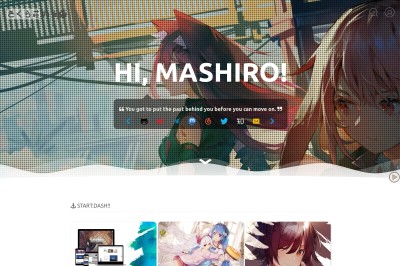 HI, MASHIRO!
❝ You got to put the past behind you before you can move on. ❞
START:DASH!!